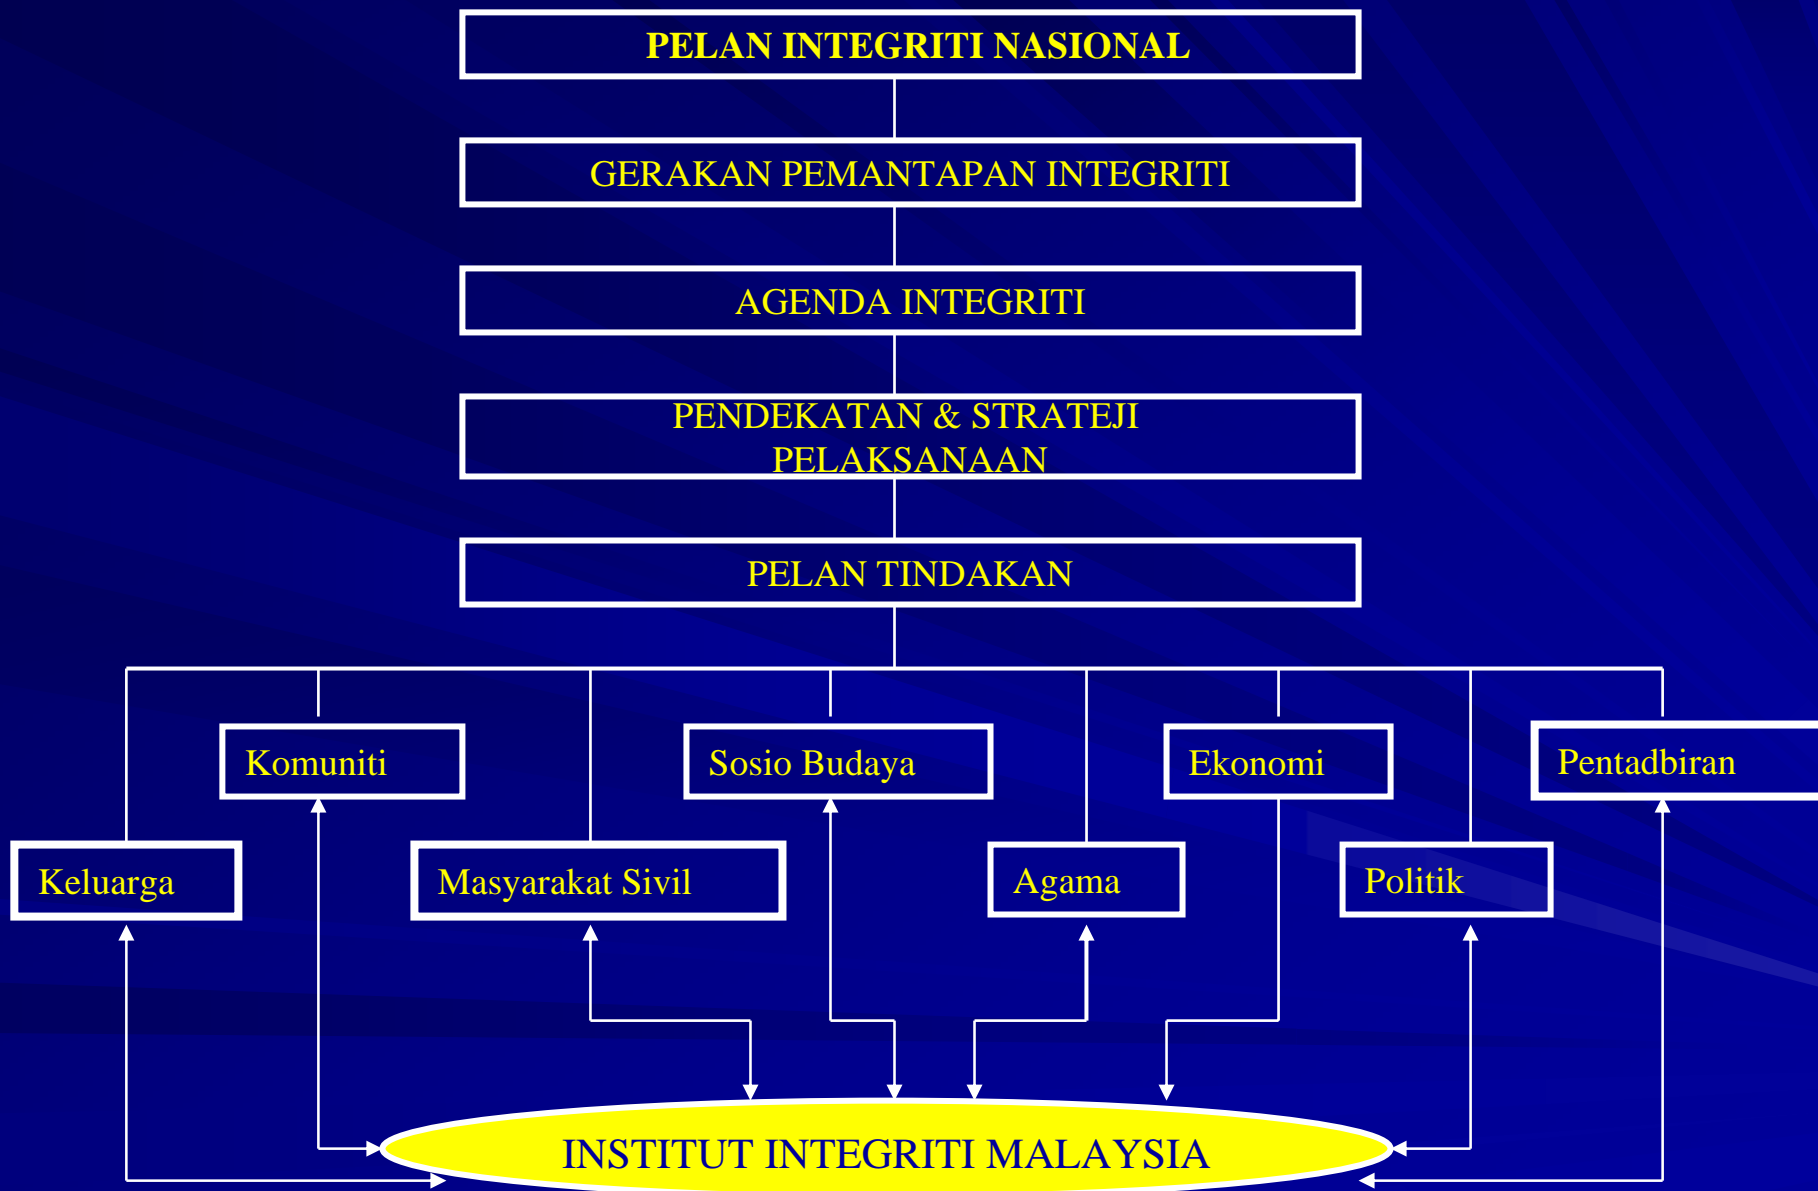 PELAN INTEGRITI NASIONAL
GERAKAN PEMANTAPAN INTEGRITI
AGENDA INTEGRITI
PENDEKATAN & STRATEJI
PELAKSANAAN
PELAN TINDAKAN
Komuniti
Sosio Budaya
Ekonomi
Pentadbiran
Keluarga
Masyarakat Sivil
Agama
Politik
INSTITUT INTEGRITI MALAYSIA